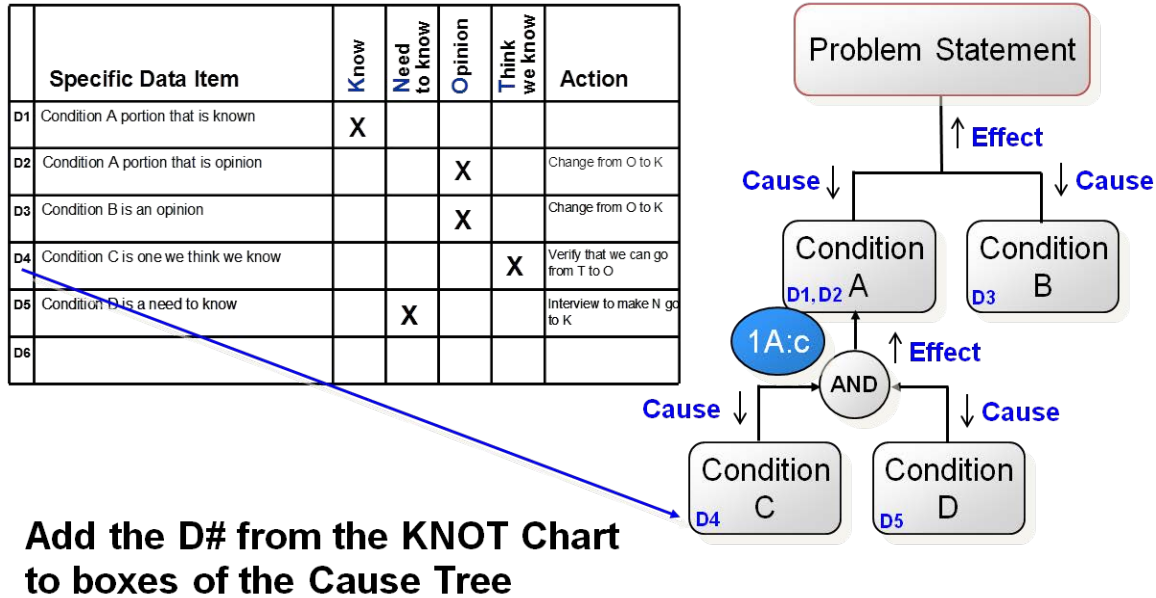 Specific Data Item
Know
Need
to know
Opinion
Think
we know
Action
D1 Condition A portion that is known X
D2 Condition A portion that is opinion X Change from O to K
D3 Condition B is an opinion X Change from O to K
D4 Condition C is one we think we know X Verify that we can go
from T to O
D5 Condition D is a need to know X Interview to make N go
to K
D6
Problem Statement
Effect
Cause
Cause
Condition
A
D1, D2
Condition
B
D3
1A:c
AND
Effect
Cause
Cause
Condition
C
D4
Condition
D
D5
Add the D# from the KNOT Chart
to boxes of the Cause Tree